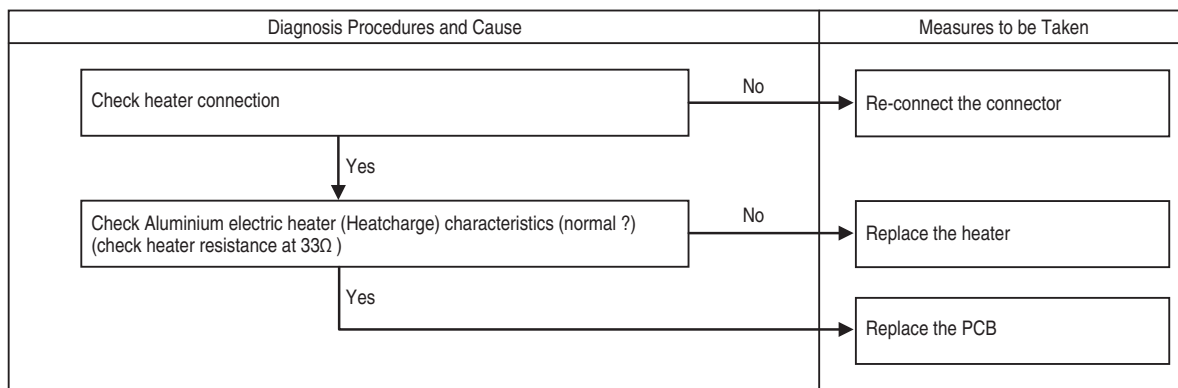 Diagnosis Procedures and Cause
Measures to be Taken
Check heater connection
No
Re-connect the connector
Yes
Check Aluminium electric heater (Heatcharge) characteristics (normal ?)
(check heater resistance at 33Ω )
No
Replace the heater
Yes
Replace the PCB